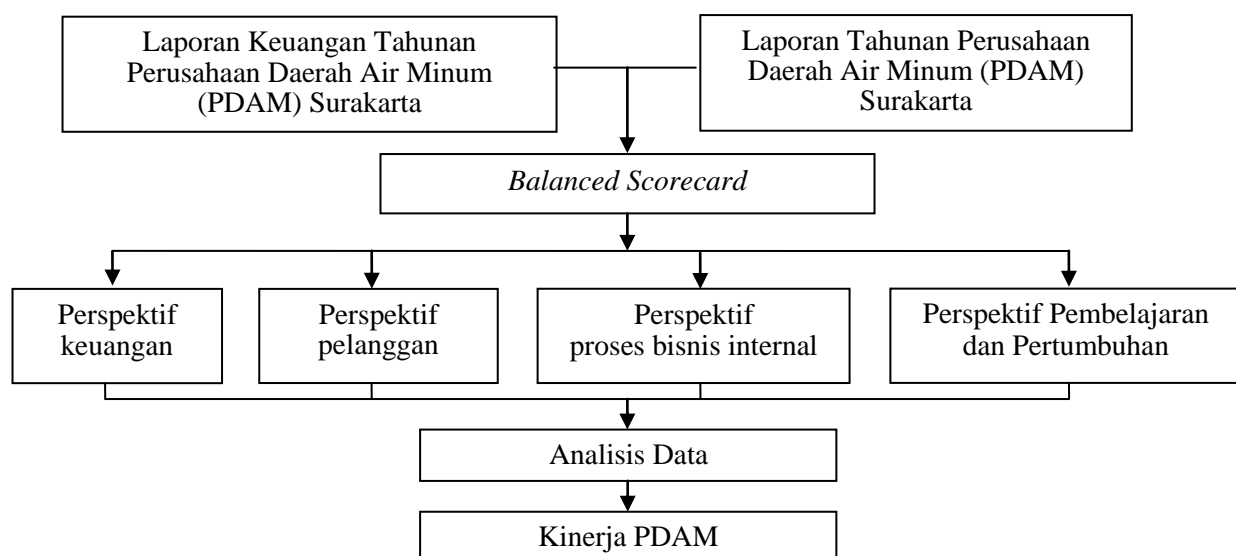 Laporan Keuangan Tahunan
Perusahaan Daerah Air Minum
(PDAM) Surakarta
Laporan Tahunan Perusahaan
Daerah Air Minum (PDAM)
Surakarta
Balanced Scorecard
Perspektif
keuangan
Perspektif
pelanggan
Perspektif
proses bisnis internal
Perspektif Pembelajaran
dan Pertumbuhan
Analisis Data
Kinerja PDAM